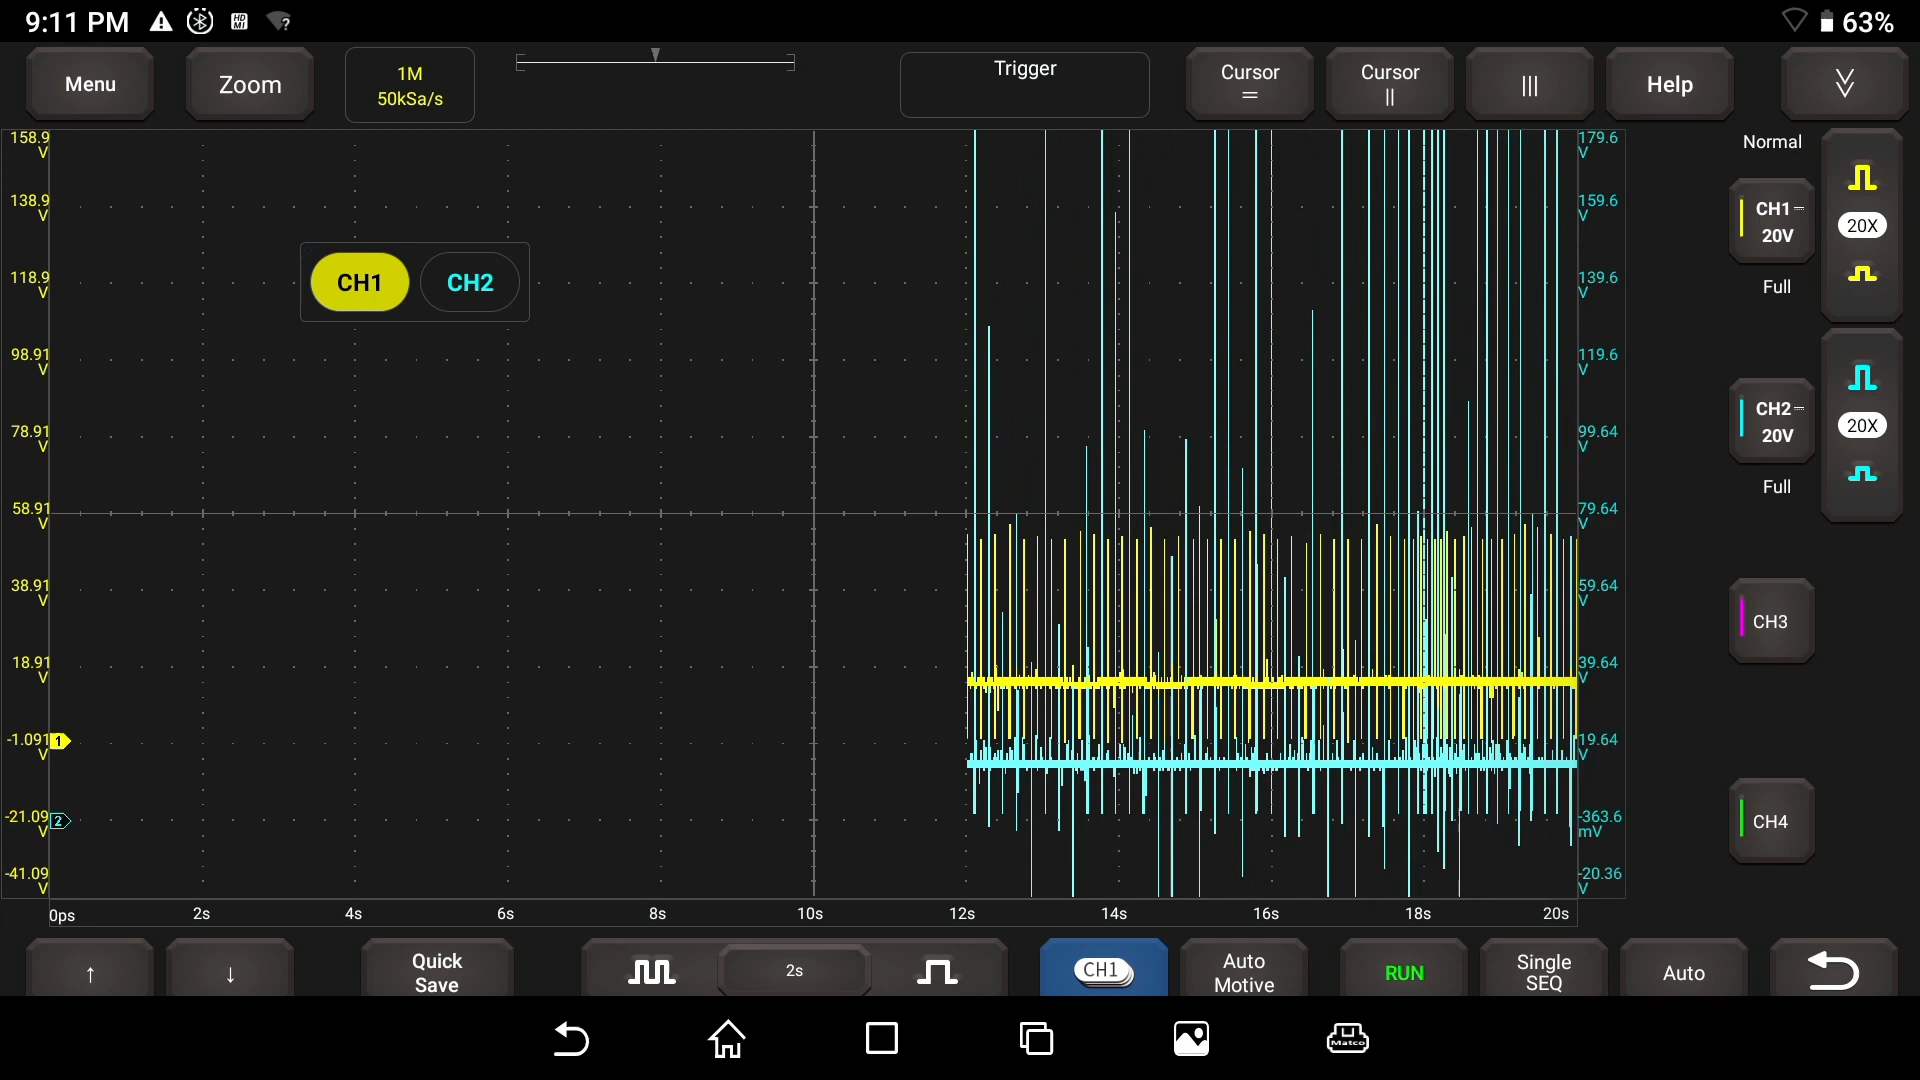 9:11 PM
63%
Menu
Zoom
1M
50kSa/s
Trigger
Cursor
=
Cursor
||
|||
Help
158.9
V
138.9
V
118.9
V
98.91
V
78.91
V
58.91
V
38.91
V
18.91
V
-1.091
V
-21.09
V
-41.09
V
1
2
CH1
CH2
179.6
V
159.6
V
139.6
V
119.6
V
99.64
V
79.64
V
59.64
V
39.64
V
19.64
V
-363.6
mV
-20.36
V
Normal
CH1
20V
Full
20X
CH2
20V
Full
20X
CH3
CH4
0ps
2s
4s
6s
8s
10s
12s
14s
16s
18s
20s
↑
↓
Quick
Save
2s
CH1
Auto
Motive
RUN
Single
SEQ
Auto
Matco